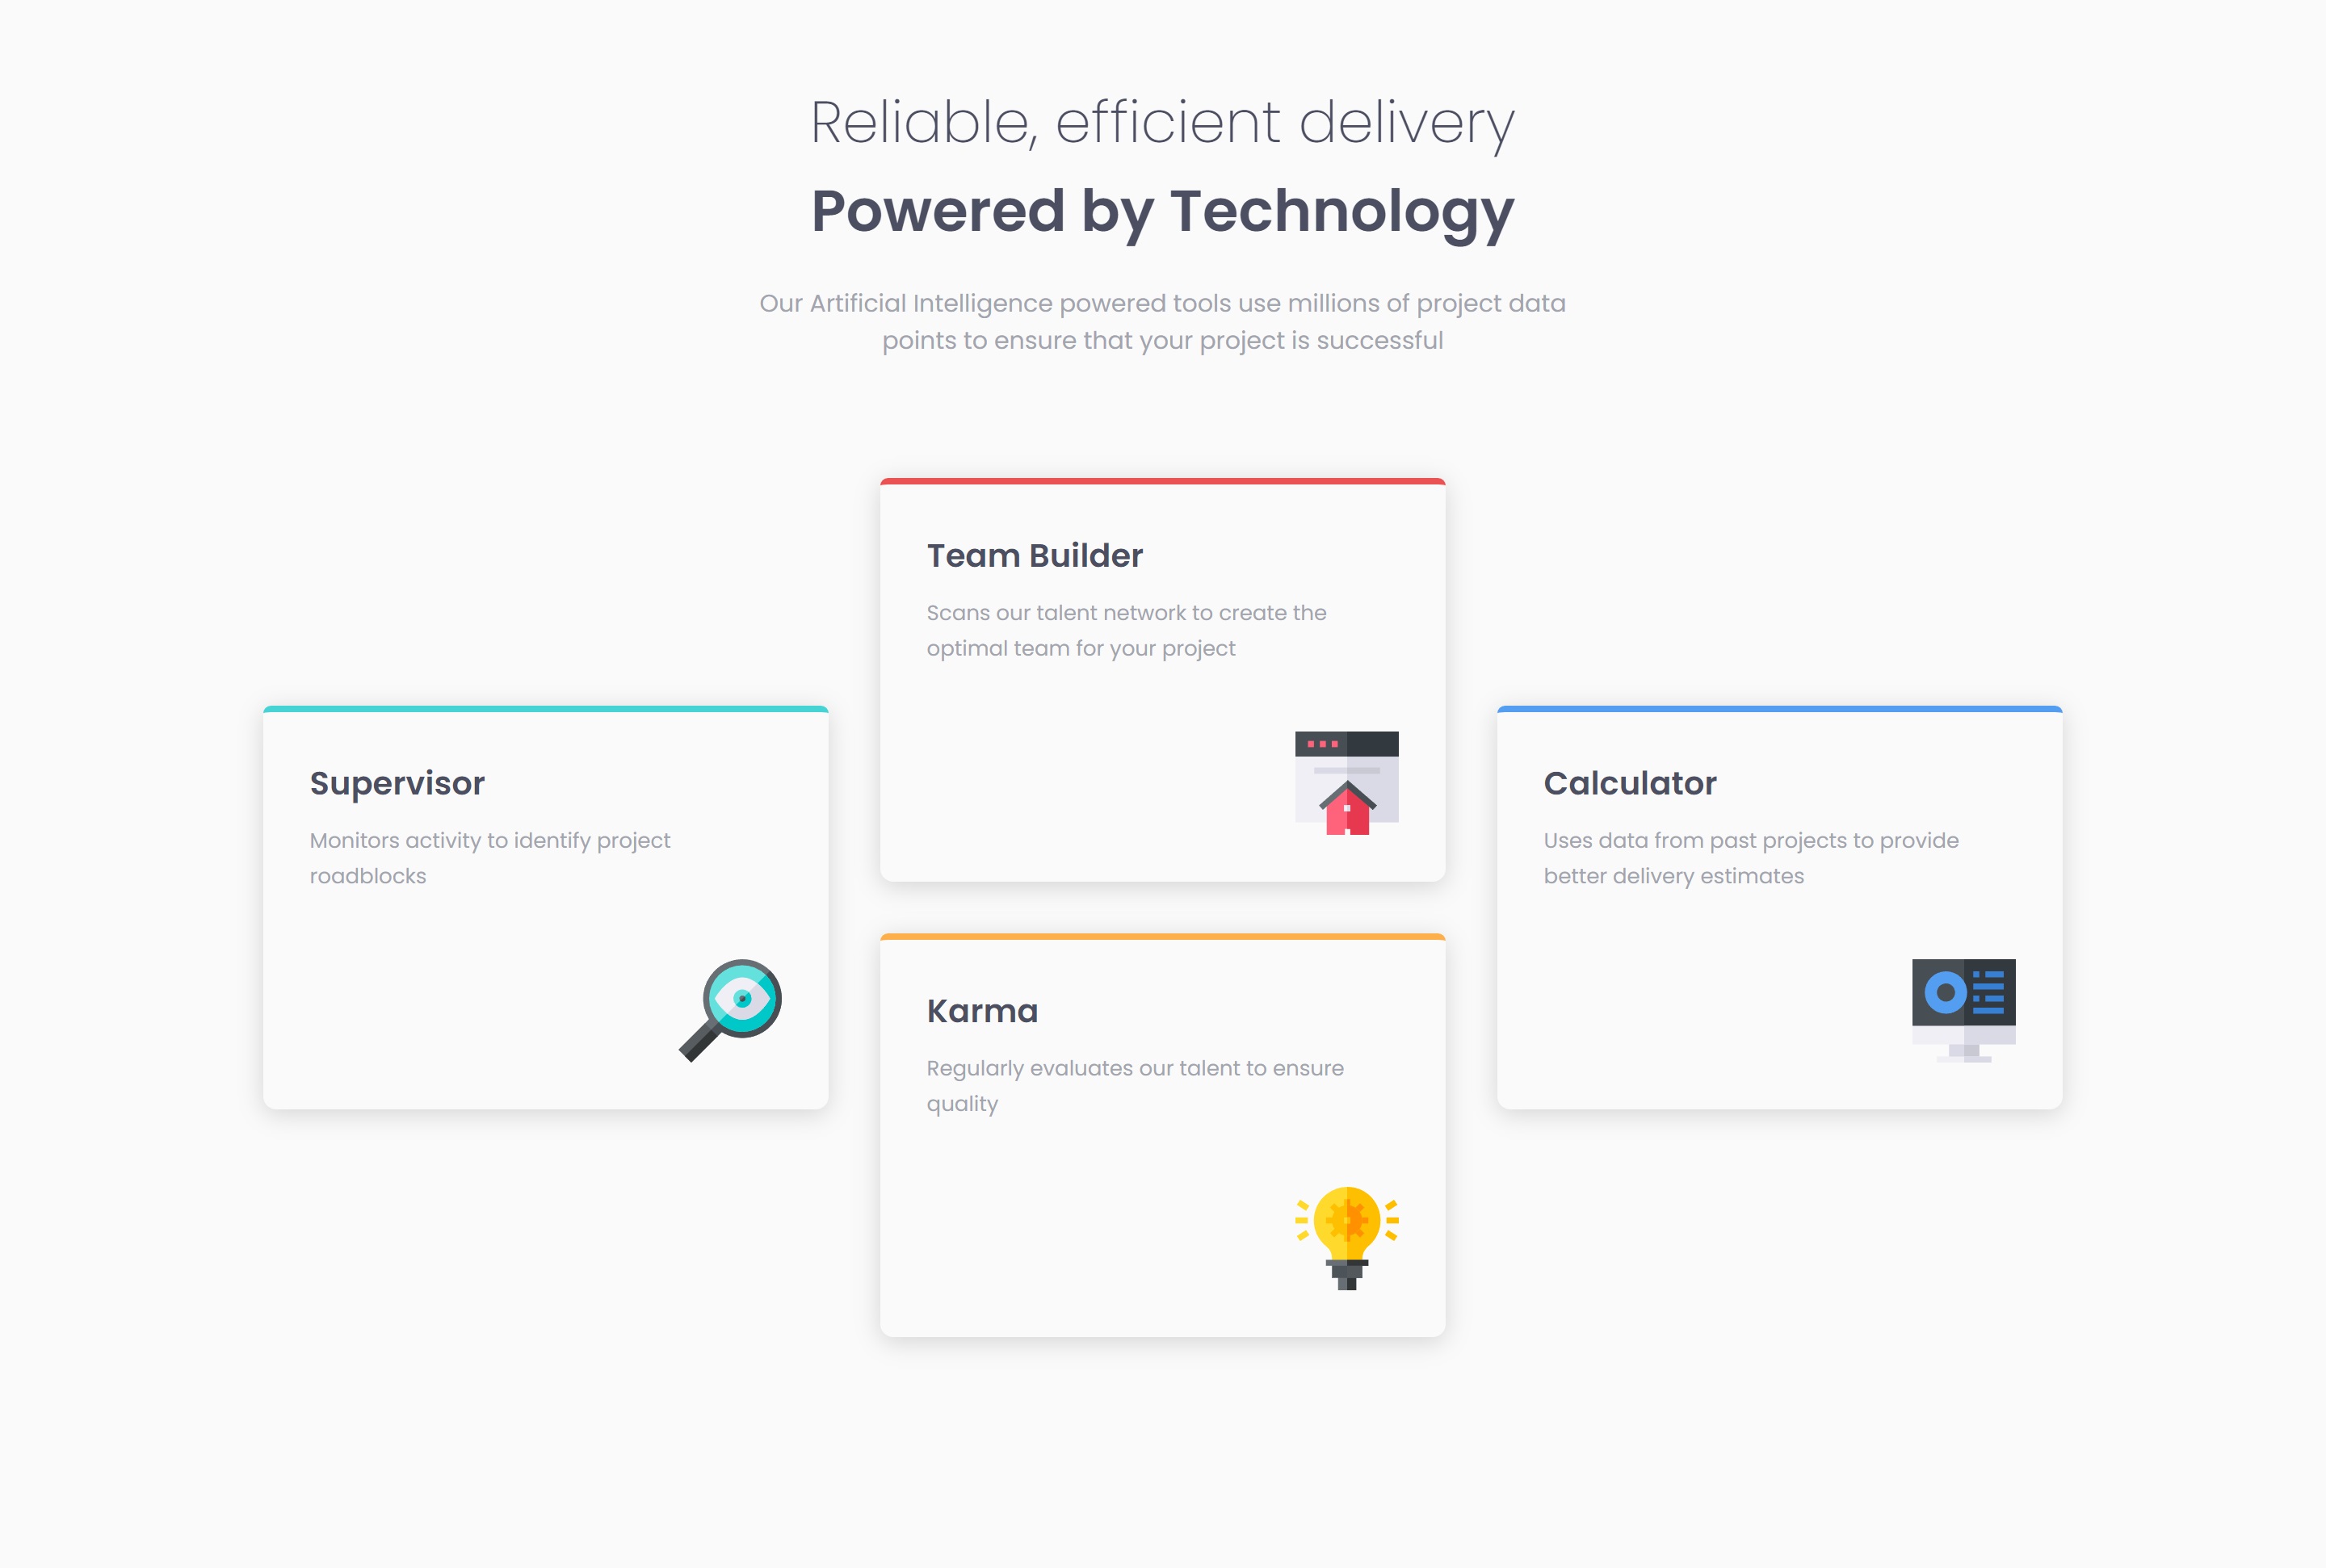 Reliable, efficient delivery
Powered by Technology
Our Artificial Intelligence powered tools use millions of project data
points to ensure that your project is successful
Supervisor
Monitors activity to identify project
roadblocks
Team Builder
Scans our talent network to create the
optimal team for your project
Karma
Regularly evaluates our talent to ensure
quality
Calculator
Uses data from past projects to provide
better delivery estimates